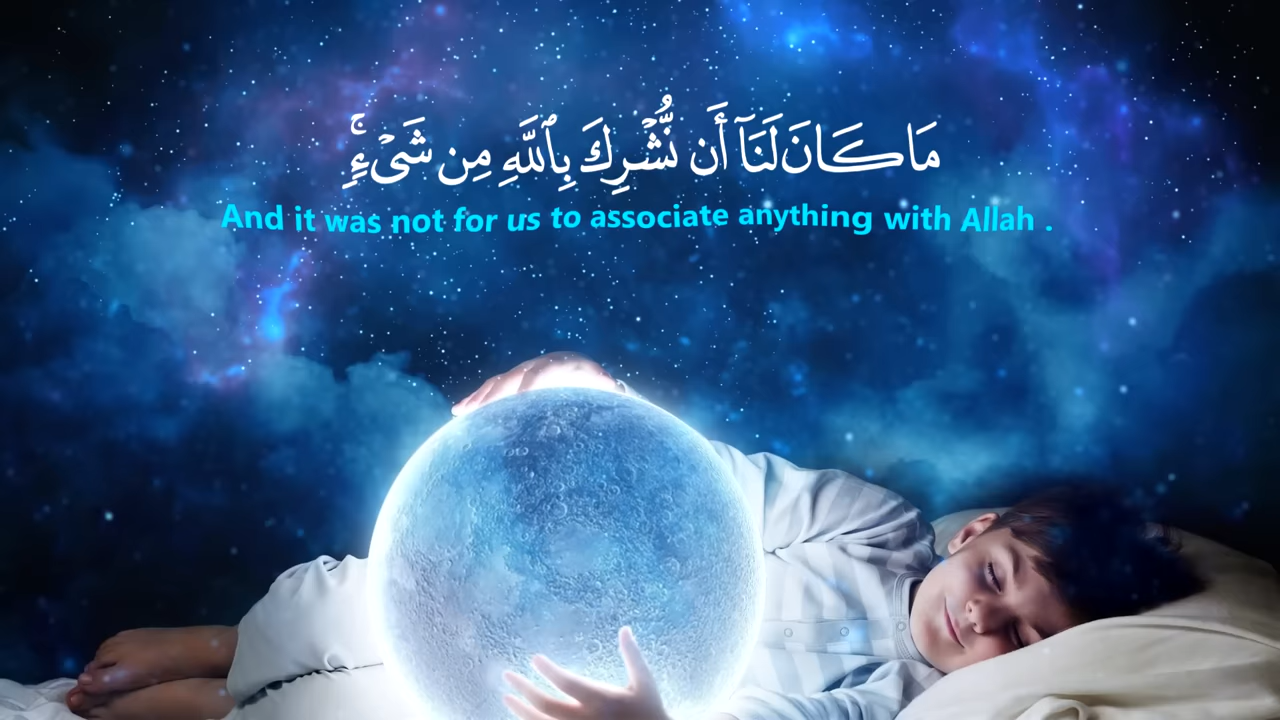 مَا كَانَ لَنَآ أَن نُّشْرِكَ بِٱللَّهِ مِن شَىْءٍۚ
And it was not for us to associate anything with Allah .